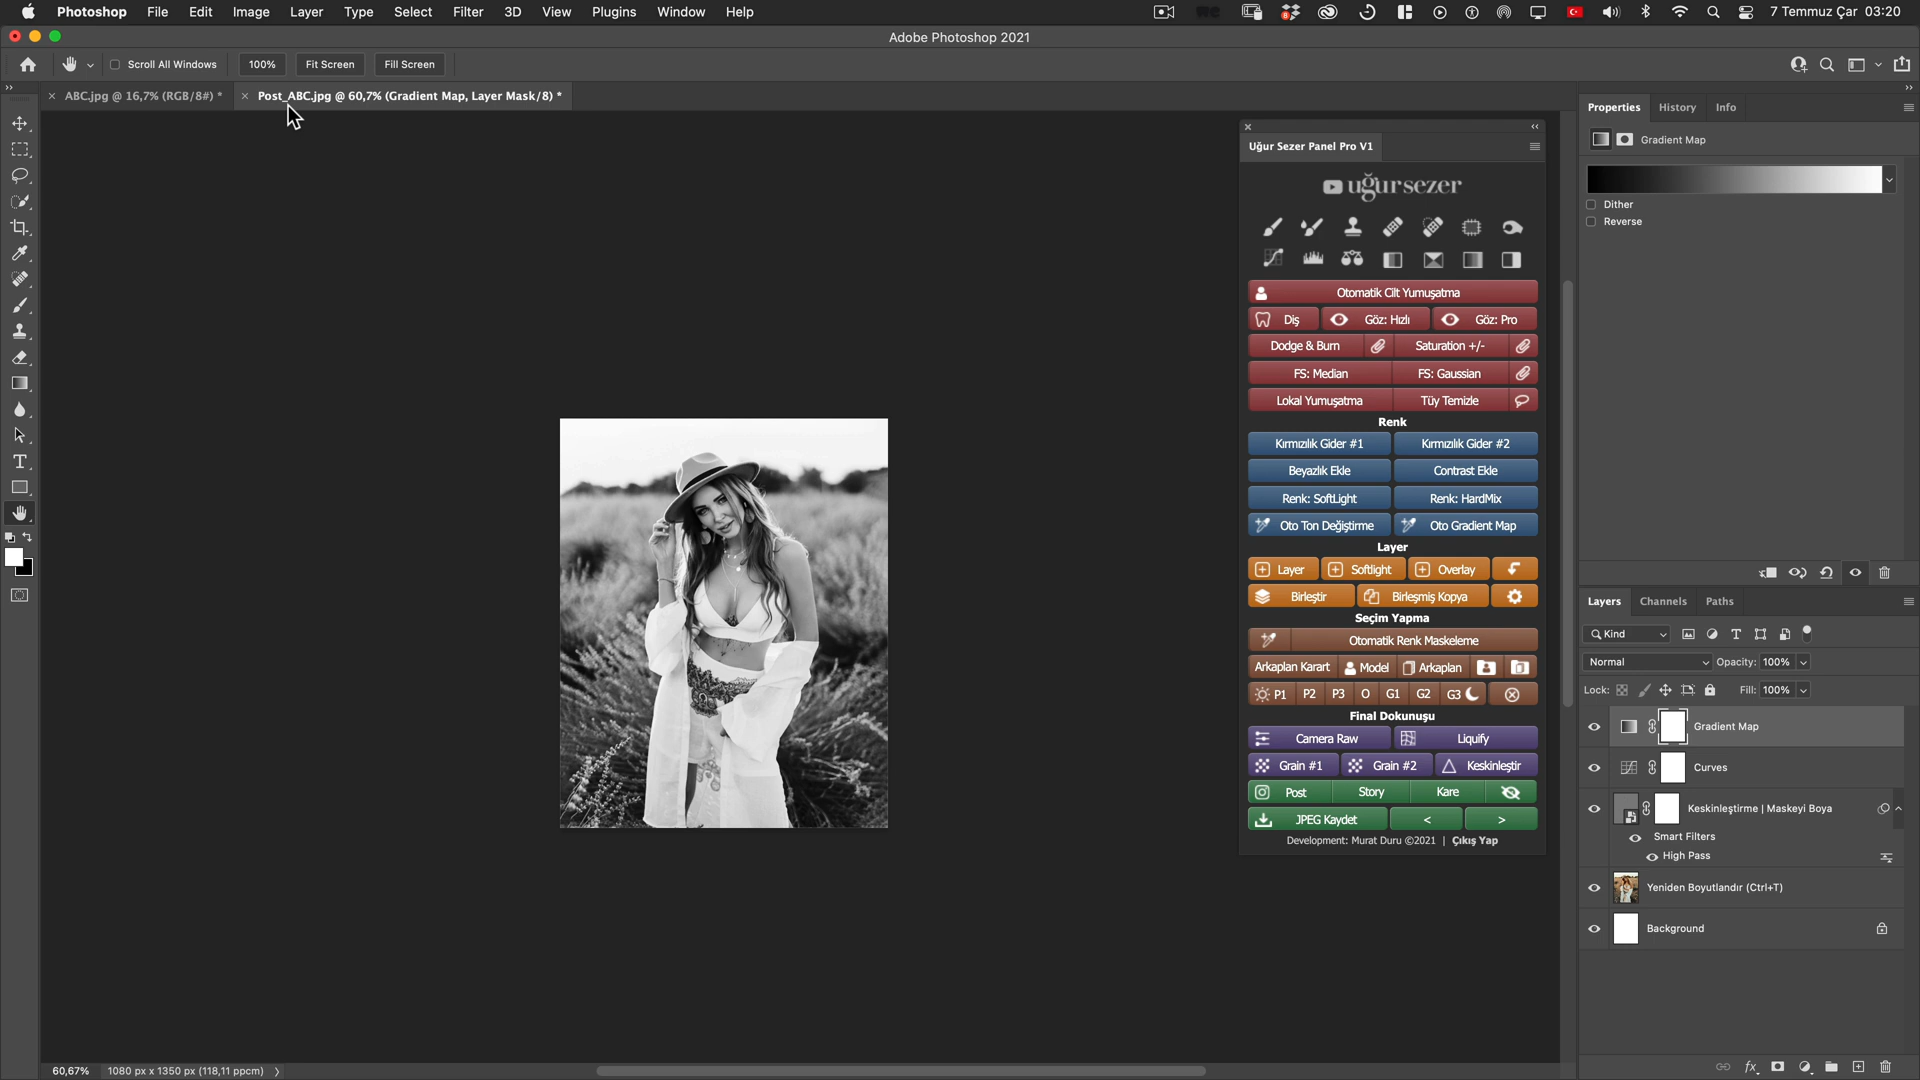 Photoshop File Edit Image Layer Type Select Filter 3D View Plugins Window Help 7 Temmuz Çar 03:20
Adobe Photoshop 2021
Scroll All Windows 100% Fit Screen Fill Screen
ABC.jpg @ 16,7% (RGB/8#) * Post_ABC.jpg @ 60,7% (Gradient Map, Layer Mask/8) *
Uğur Sezer Panel Pro V1
uğursezer
Otomatik Cilt Yumuşatma
Diş Göz: Hızlı Göz: Pro
Dodge & Burn Saturation +/-
FS: Median FS: Gaussian
Lokal Yumuşatma Tüy Temizle
Renk
Kırmızılık Gider #1 Kırmızılık Gider #2
Beyazlık Ekle Contrast Ekle
Renk: SoftLight Renk: HardMix
Oto Ton Değiştirme Oto Gradient Map
Layer
Layer Softlight Overlay
Birleştir Birleşmiş Kopya
Seçim Yapma
Otomatik Renk Maskeleme
Arkaplan Karart Model Arkaplan
P1 P2 P3 O G1 G2 G3
Final Dokunuşu
Camera Raw Liquify
Grain #1 Grain #2 Keskinleştir
Post Story Kare
JPEG Kaydet < >
Development: Murat Duru ©2021 | Çıkış Yap
Properties History Info
Gradient Map
Dither
Reverse
Layers Channels Paths
Kind
Normal Opacity: 100%
Lock: Fill: 100%
Gradient Map
Curves
Keskinleştirme | Maskeyi Boya
Smart Filters
High Pass
Yeniden Boyutlandır (Ctrl+T)
Background
60,67% 1080 px x 1350 px (118,11 ppcm)